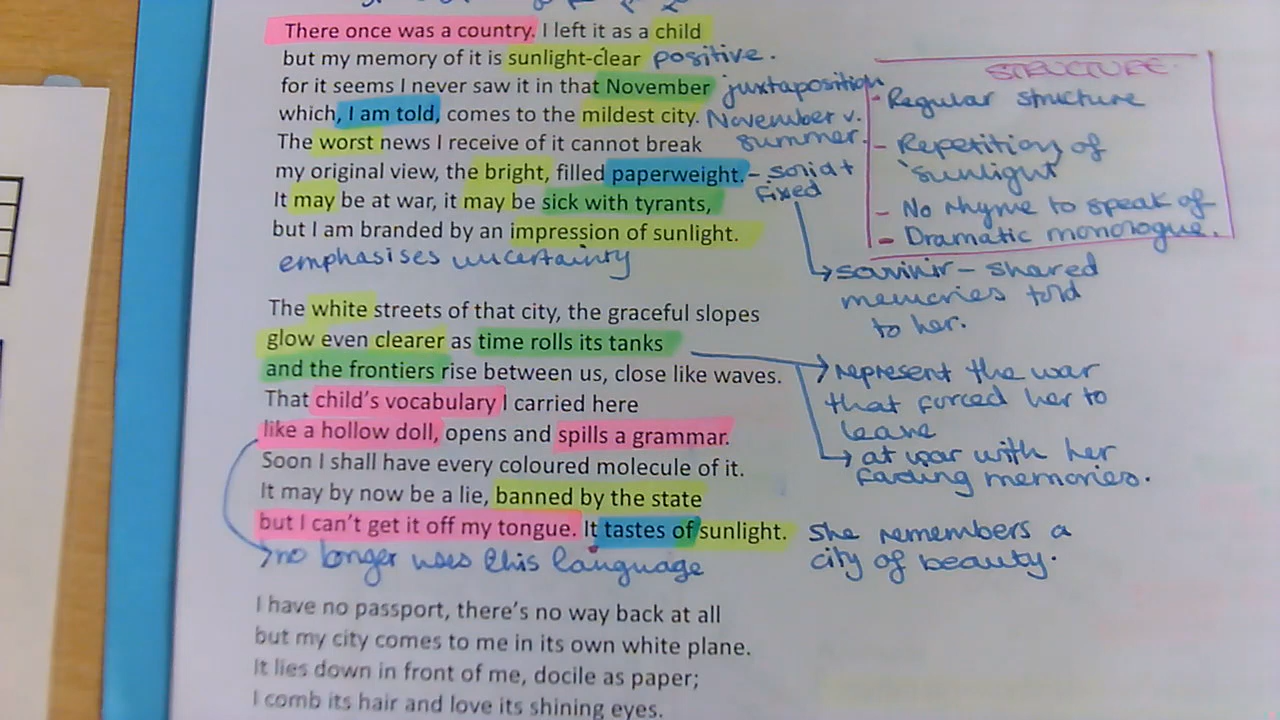 There once was a country. I left it as a child
but my memory of it is sunlight-clear positive.
for it seems I never saw it in that November juxtaposition
which, I am told, comes to the mildest city. November v.
The worst news I receive of it cannot break summer
my original view, the bright, filled paperweight. - solid +
fixed
It may be at war, it may be sick with tyrants,
but I am branded by an impression of sunlight.
emphasises uncertainty
STRUCTURE.
- Regular structure
- Repetition of
'sunlight'
- No rhyme to speak of
- Dramatic monologue.
souvinir - shared
memories told
to her.
The white streets of that city, the graceful slopes
glow even clearer as time rolls its tanks
and the frontiers rise between us, close like waves.
That child's vocabulary I carried here
like a hollow doll, opens and spills a grammar.
Soon I shall have every coloured molecule of it.
It may by now be a lie, banned by the state
but I can't get it off my tongue. It tastes of sunlight.
represent the war
that forced her to
leave
at war with her
fading memories.
She remembers a
city of beauty.
no longer uses this language
I have no passport, there's no way back at all
but my city comes to me in its own white plane.
It lies down in front of me, docile as paper;
I comb its hair and love its shining eyes.